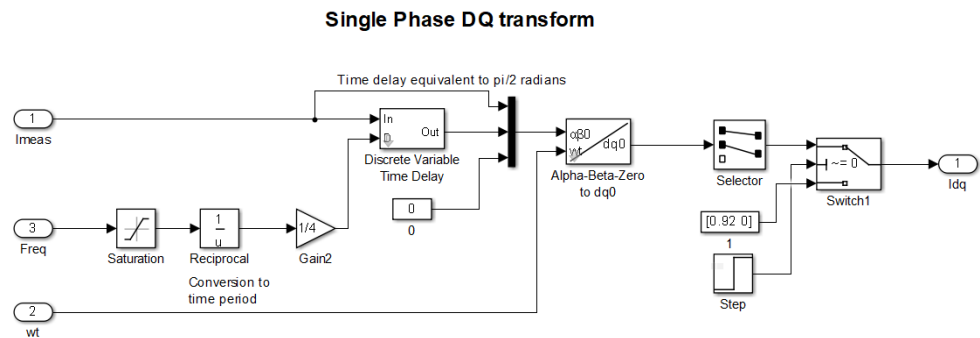 Single Phase DQ transform
Time delay equivalent to pi/2 radians
1
Imeas
In
D
Out
Discrete Variable
Time Delay
0
0
αβ0
wt
dq0
Alpha-Beta-Zero
to dq0
Selector
~= 0
Switch1
1
Idq
[0.92 0]
1
Step
3
Freq
Saturation
1
u
Reciprocal
1/4
Gain2
Conversion to
time period
2
wt